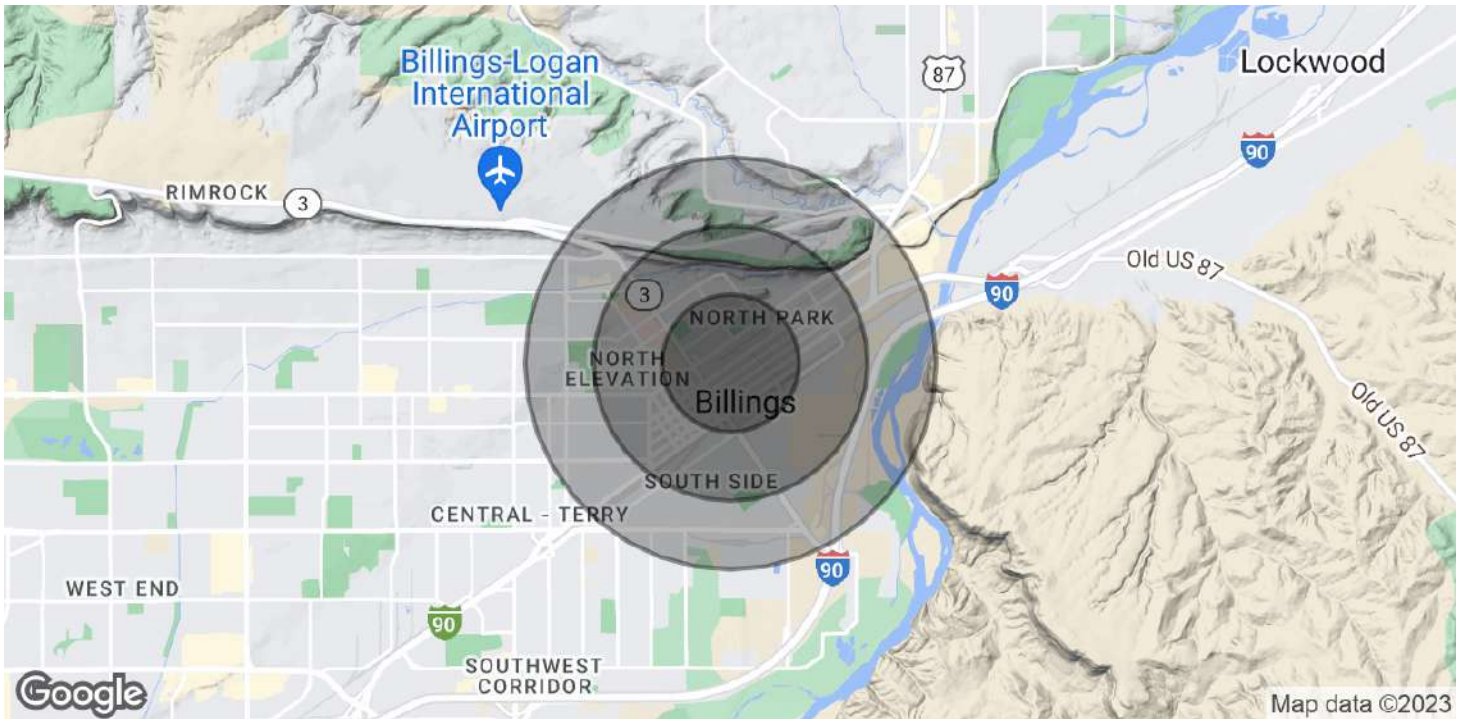 Billings-Logan
International
Airport
87
Lockwood
90
RIMROCK
3
Old US 87
90
3
NORTH PARK
NORTH
ELEVATION
Billings
Old US 87
SOUTH SIDE
CENTRAL - TERRY
90
WEST END
90
SOUTHWEST
CORRIDOR
Google
Map data ©2023